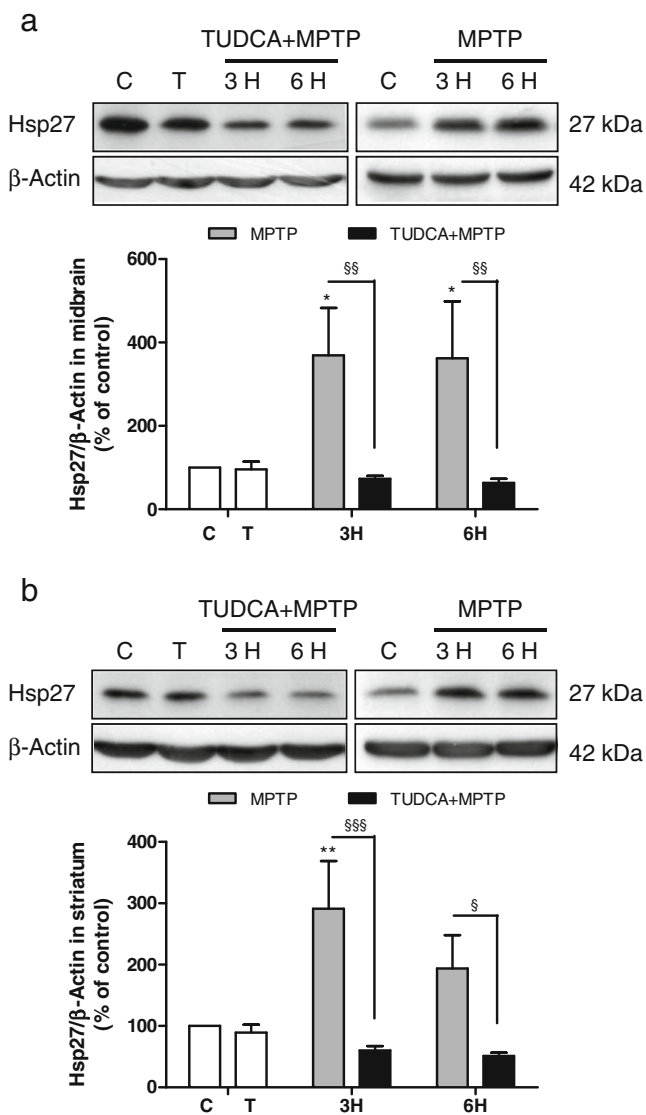 a
TUDCA+MPTP MPTP
C T 3 H 6 H C 3 H 6 H
Hsp27 27 kDa
β-Actin 42 kDa
MPTP TUDCA+MPTP
Hsp27/β-Actin in midbrain
(% of control)
600
400
200
0
* §§ * §§
C T 3H 6H
b
TUDCA+MPTP MPTP
C T 3 H 6 H C 3 H 6 H
Hsp27 27 kDa
β-Actin 42 kDa
MPTP TUDCA+MPTP
Hsp27/β-Actin in striatum
(% of control)
400
300
200
100
0
** §§§ §
C T 3H 6H